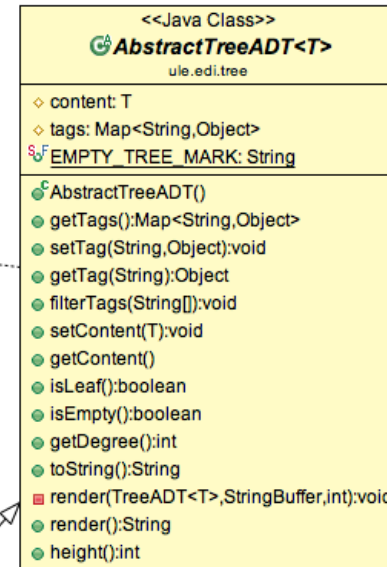 <<Java Class>>
AbstractTreeADT<T>
ule.edi.tree
content: T
tags: Map<String,Object>
EMPTY_TREE_MARK: String
AbstractTreeADT()
getTags():Map<String,Object>
setTag(String,Object):void
getTag(String):Object
filterTags(String[]):void
setContent(T):void
getContent()
isLeaf():boolean
isEmpty():boolean
getDegree():int
toString():String
render(TreeADT<T>,StringBuffer,int):void
render():String
height():int